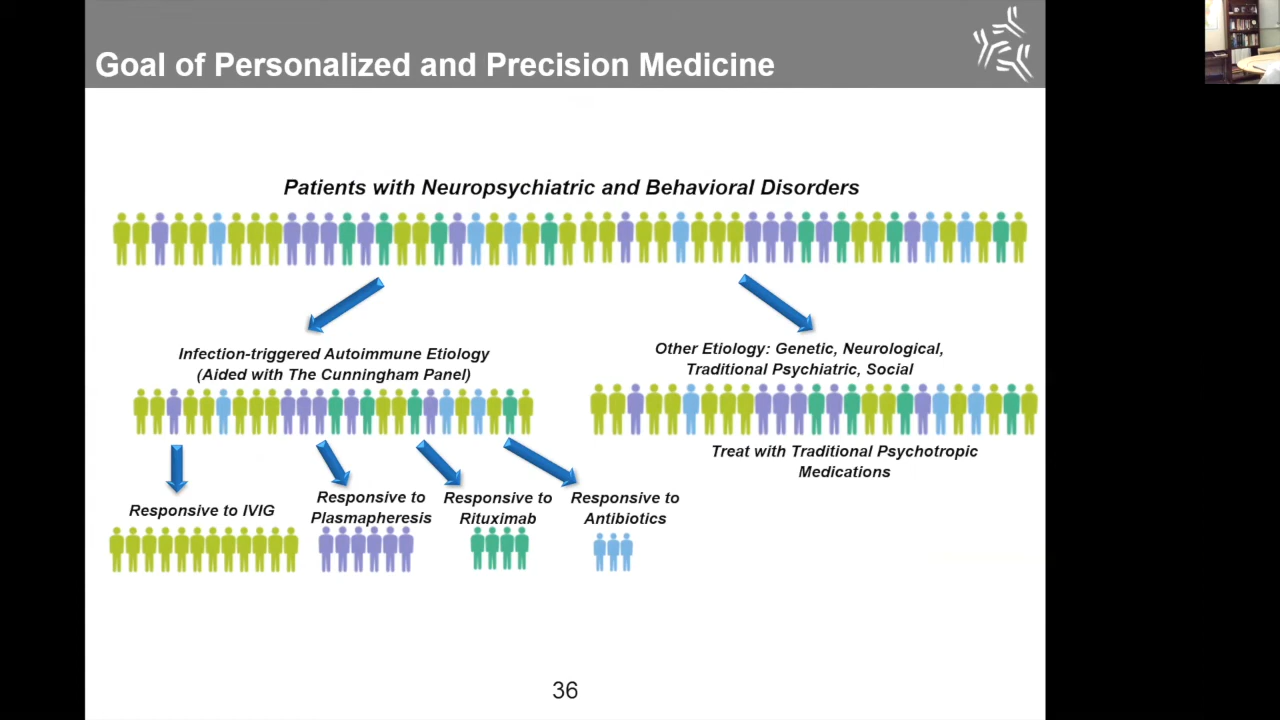 Goal of Personalized and Precision Medicine
Patients with Neuropsychiatric and Behavioral Disorders
Infection-triggered Autoimmune Etiology
(Aided with The Cunningham Panel)
Other Etiology: Genetic, Neurological,
Traditional Psychiatric, Social
Treat with Traditional Psychotropic
Medications
Responsive to IVIG
Responsive to
Plasmapheresis
Responsive to
Rituximab
Responsive to
Antibiotics
36